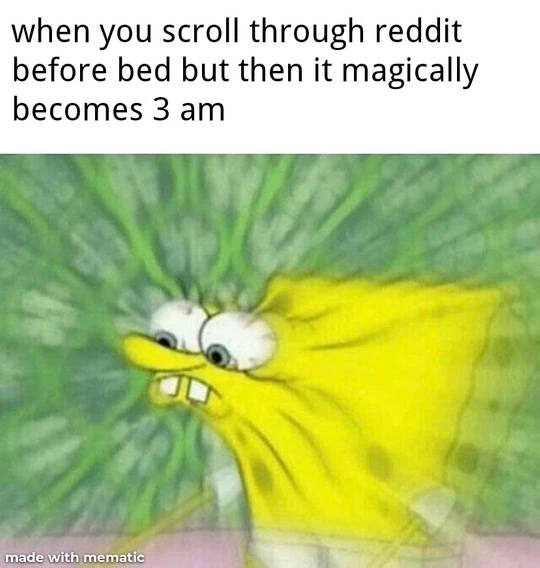 when you scroll through reddit
before bed but then it magically
becomes 3 am
made with mematic